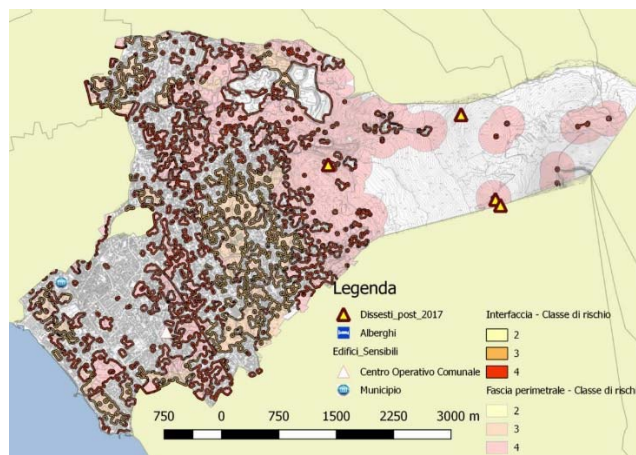 Legenda
Dissesti_post_2017
Alberghi
Edifici_Sensibili
Centro Operativo Comunale
Municipio
Interfaccia - Classe di rischio
2
3
4
Fascia perimetrale - Classe di rischi
2
3
4
750 0 750 1500 2250 3000 m